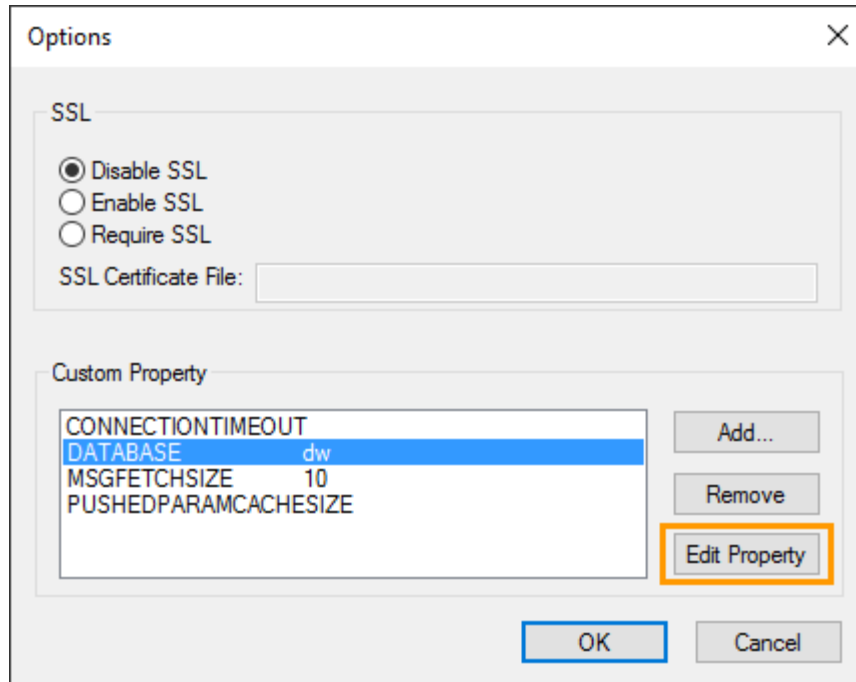 Options
SSL
Disable SSL
Enable SSL
Require SSL
SSL Certificate File:
Custom Property
CONNECTIONTIMEOUT
DATABASE dw
MSGFETCHSIZE 10
PUSHEDPARAMCACHESIZE
Add...
Remove
Edit Property
OK Cancel